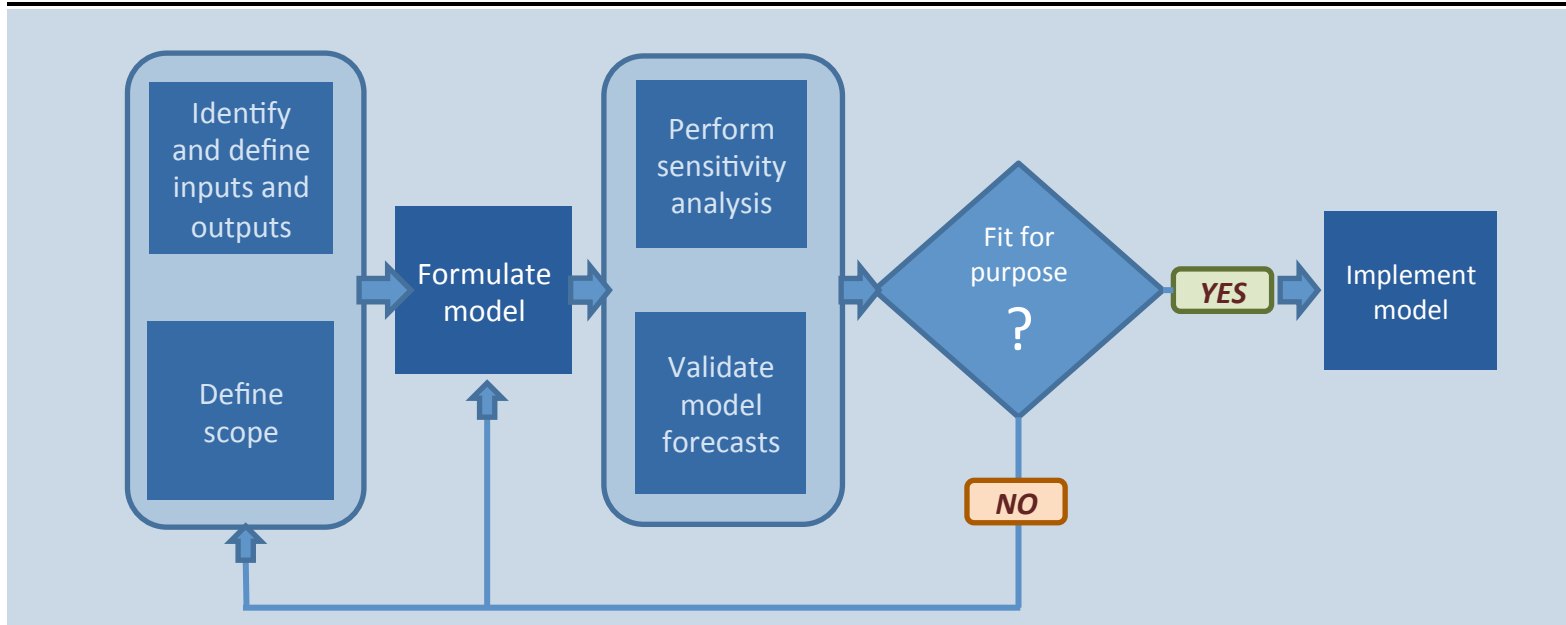 Identify
and define
inputs and
outputs
Define
scope
Formulate
model
Perform
sensitivity
analysis
Validate
model
forecasts
Fit for
purpose
?
YES
NO
Implement
model